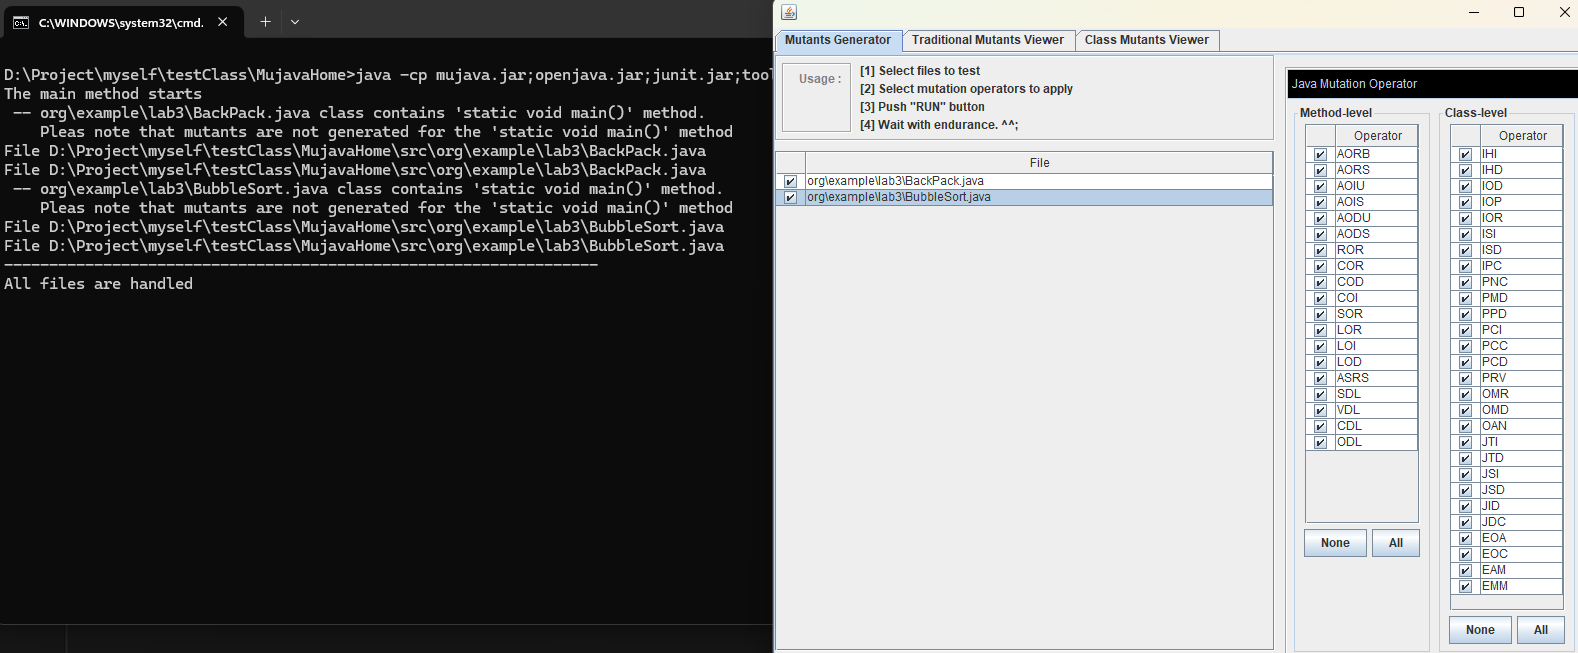 C:\WINDOWS\system32\cmd.
D:\Project\myself\testClass\MujavaHome>java -cp mujava.jar;openjava.jar;junit.jar;tool
The main method starts
-- org\example\lab3\BackPack.java class contains 'static void main()' method.
Pleas note that mutants are not generated for the 'static void main()' method
File D:\Project\myself\testClass\MujavaHome\src\org\example\lab3\BackPack.java
File D:\Project\myself\testClass\MujavaHome\src\org\example\lab3\BackPack.java
-- org\example\lab3\BubbleSort.java class contains 'static void main()' method.
Pleas note that mutants are not generated for the 'static void main()' method
File D:\Project\myself\testClass\MujavaHome\src\org\example\lab3\BubbleSort.java
File D:\Project\myself\testClass\MujavaHome\src\org\example\lab3\BubbleSort.java
------------------------------------------------------------------
All files are handled
Mutants Generator
Traditional Mutants Viewer
Class Mutants Viewer
Usage :
[1] Select files to test
[2] Select mutation operators to apply
[3] Push "RUN" button
[4] Wait with endurance. ^^;
File
org\example\lab3\BackPack.java
org\example\lab3\BubbleSort.java
Java Mutation Operator
Method-level
Operator
AORB
AORS
AOIU
AOIS
AODU
AODS
ROR
COR
COD
COI
SOR
LOR
LOI
LOD
ASRS
SDL
VDL
CDL
ODL
None
All
Class-level
Operator
IHI
IHD
IOD
IOP
IOR
ISI
ISD
IPC
PNC
PMD
PPD
PCI
PCC
PCD
PRV
OMR
OMD
OAN
JTI
JTD
JSI
JSD
JID
JDC
EOA
EOC
EAM
EMM
None
All